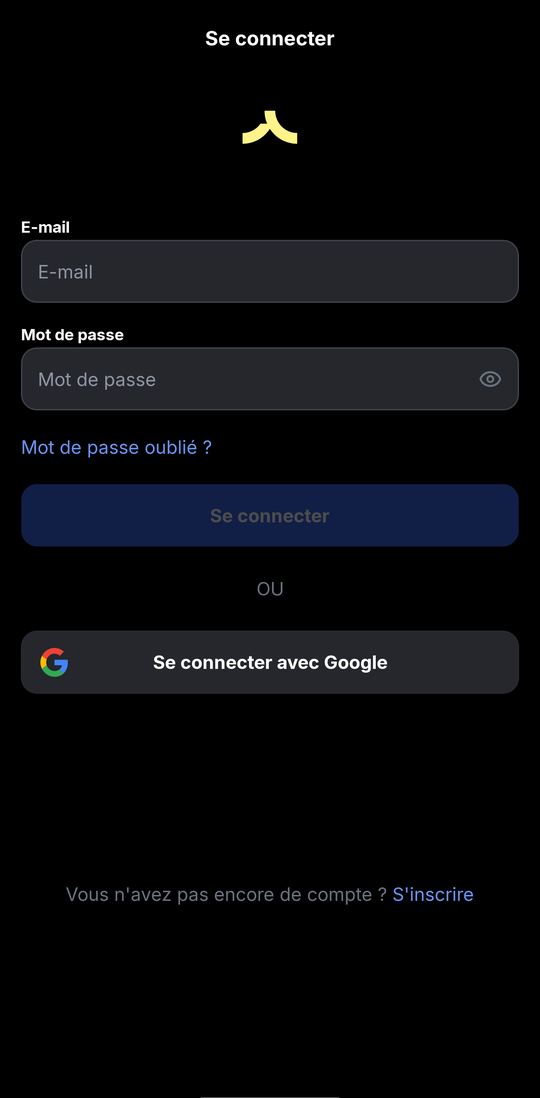 Se connecter
E-mail
E-mail
Mot de passe
Mot de passe
Mot de passe oublié ?
Se connecter
OU
Se connecter avec Google
Vous n'avez pas encore de compte ? S'inscrire